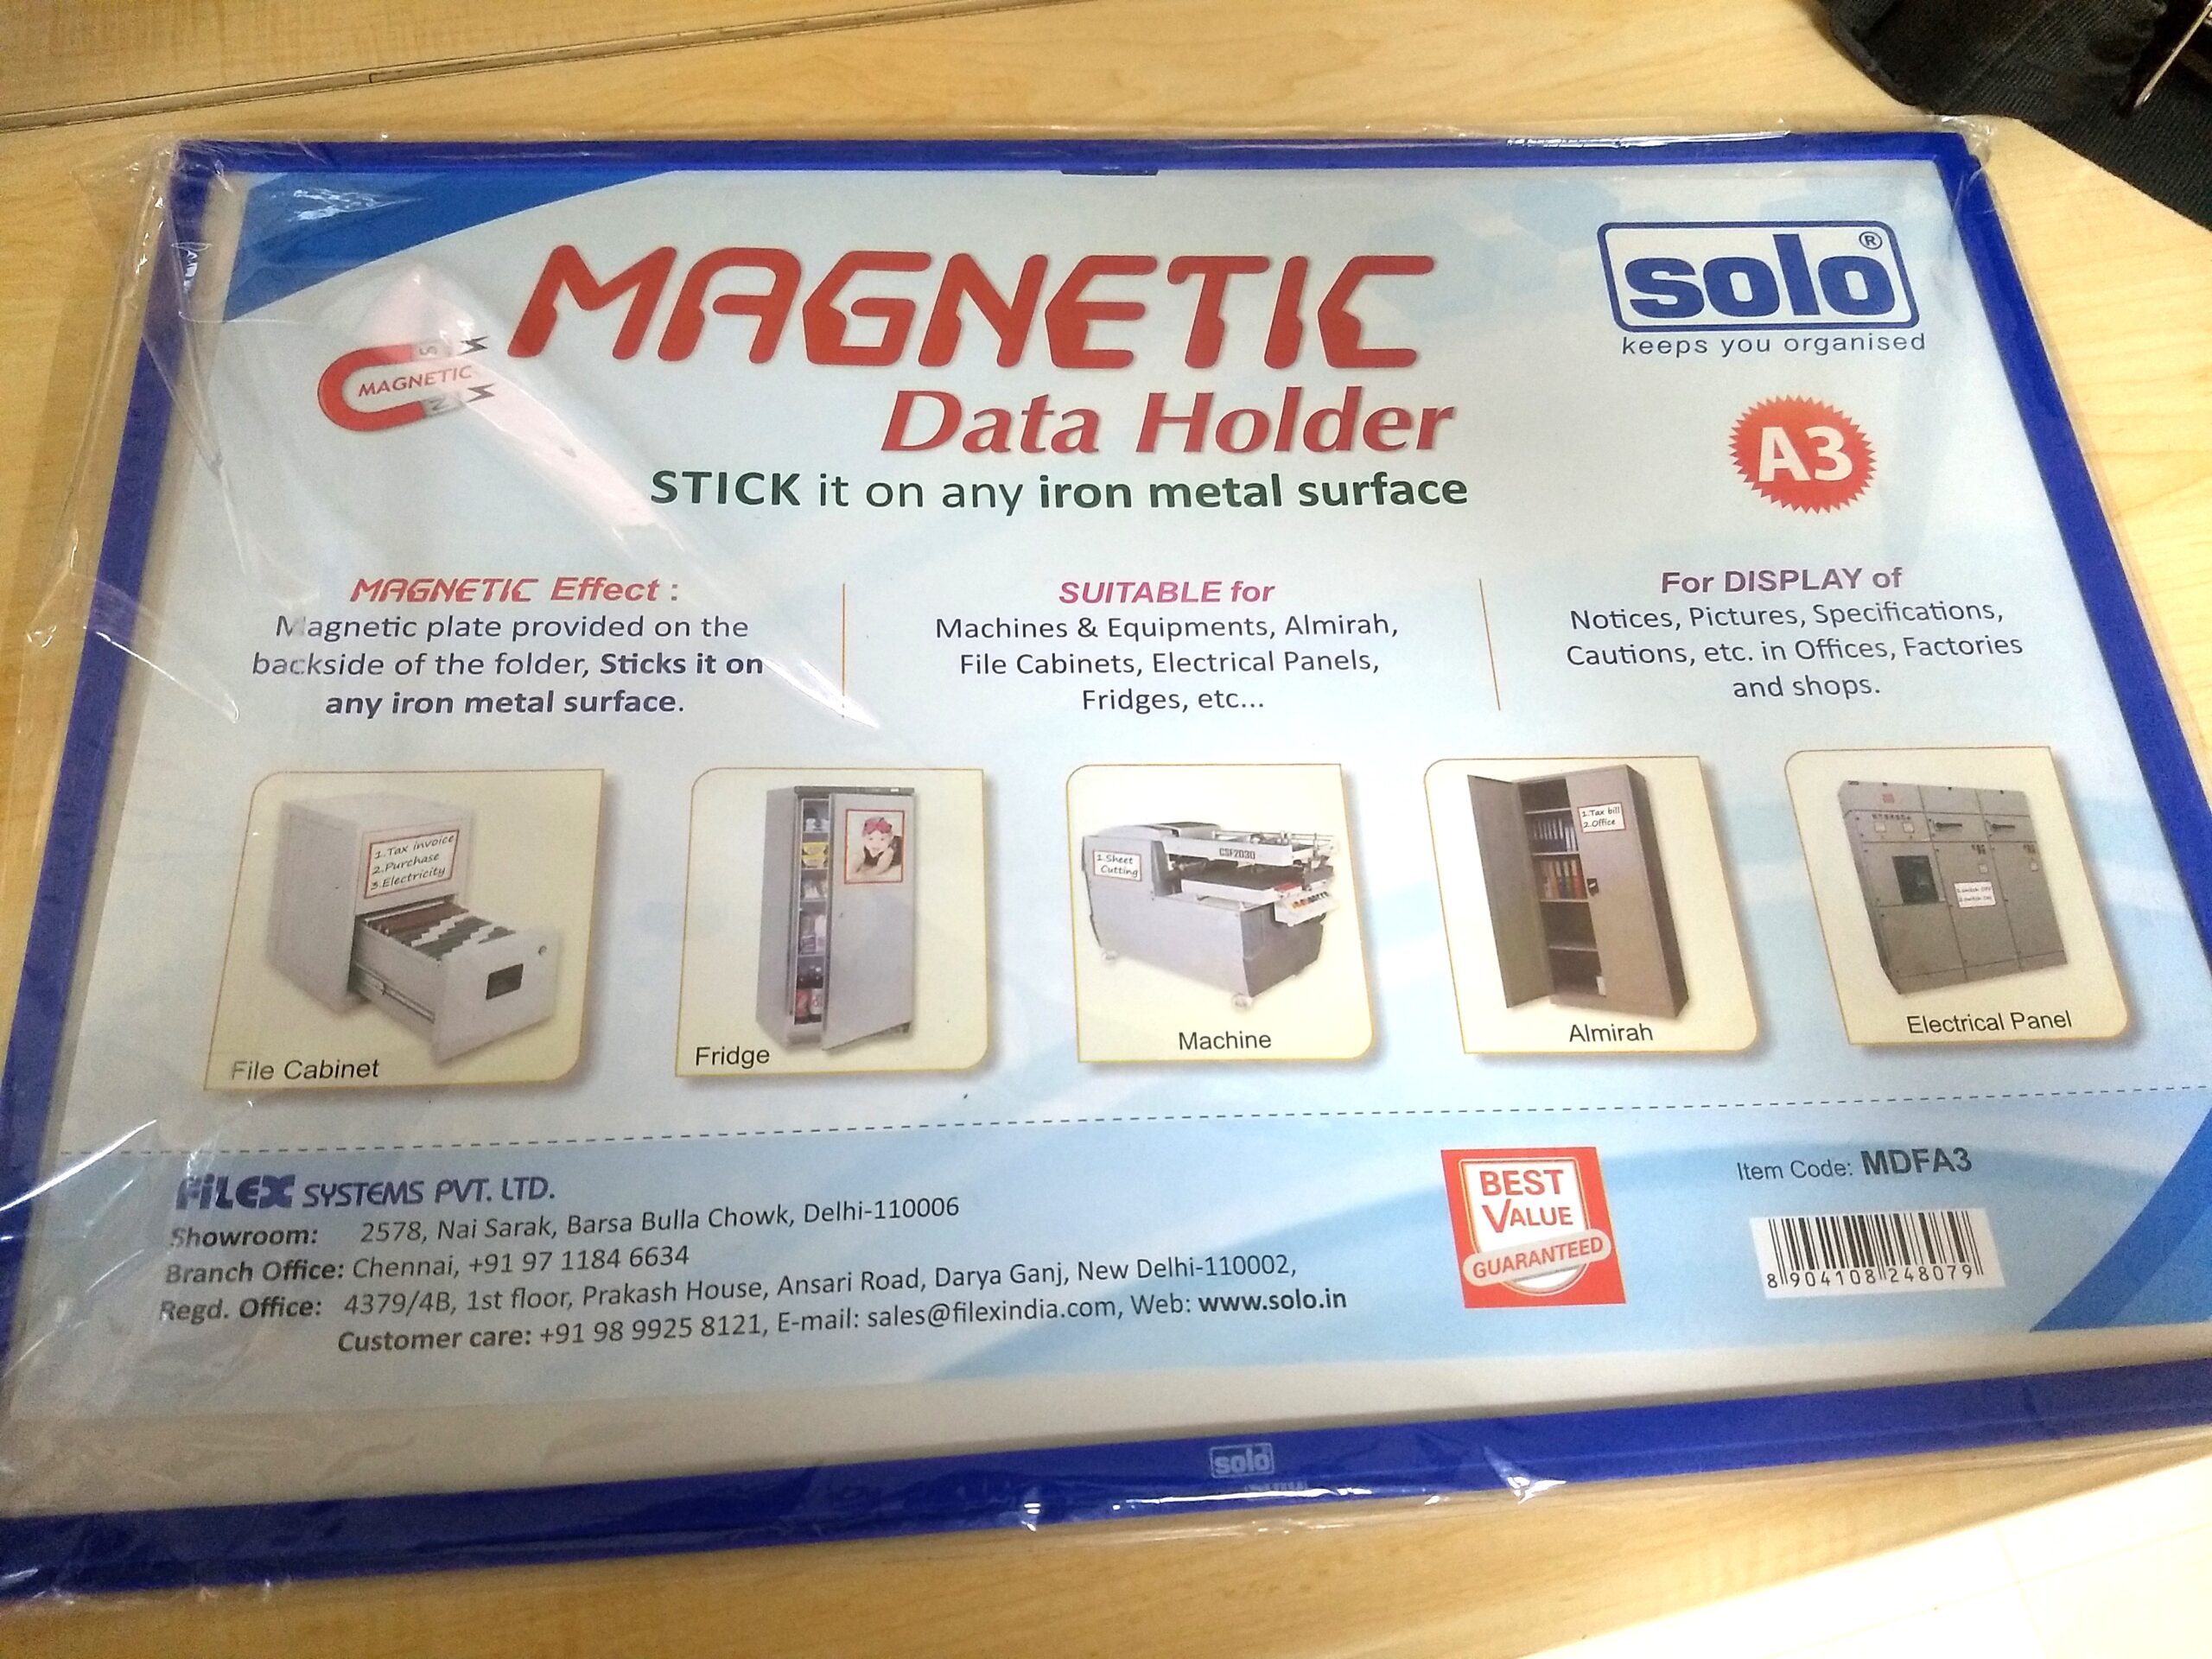 MAGNETIC
solo®
keeps you organised
S
MAGNETIC
N
Data Holder
A3
STICK it on any iron metal surface
MAGNETIC Effect :
Magnetic plate provided on the
backside of the folder, Sticks it on
any iron metal surface.
SUITABLE for
Machines & Equipments, Almirah,
File Cabinets, Electrical Panels,
Fridges, etc...
For DISPLAY of
Notices, Pictures, Specifications,
Cautions, etc. in Offices, Factories
and shops.
1.Tax invoice
2.Purchase
3.Electricity
File Cabinet
Fridge
1.Sheet
Cutting
CSF2030
Machine
1.Tax bill
2.Office
Almirah
Electrical Panel
FILEX SYSTEMS PVT. LTD.
Showroom: 2578, Nai Sarak, Barsa Bulla Chowk, Delhi-110006
Branch Office: Chennai, +91 97 1184 6634
Regd. Office: 4379/4B, 1st floor, Prakash House, Ansari Road, Darya Ganj, New Delhi-110002,
Customer care: +91 98 9925 8121, E-mail: sales@filexindia.com, Web: www.solo.in
BEST
VALUE
GUARANTEED
Item Code: MDFA3
8 904108 248079
solo